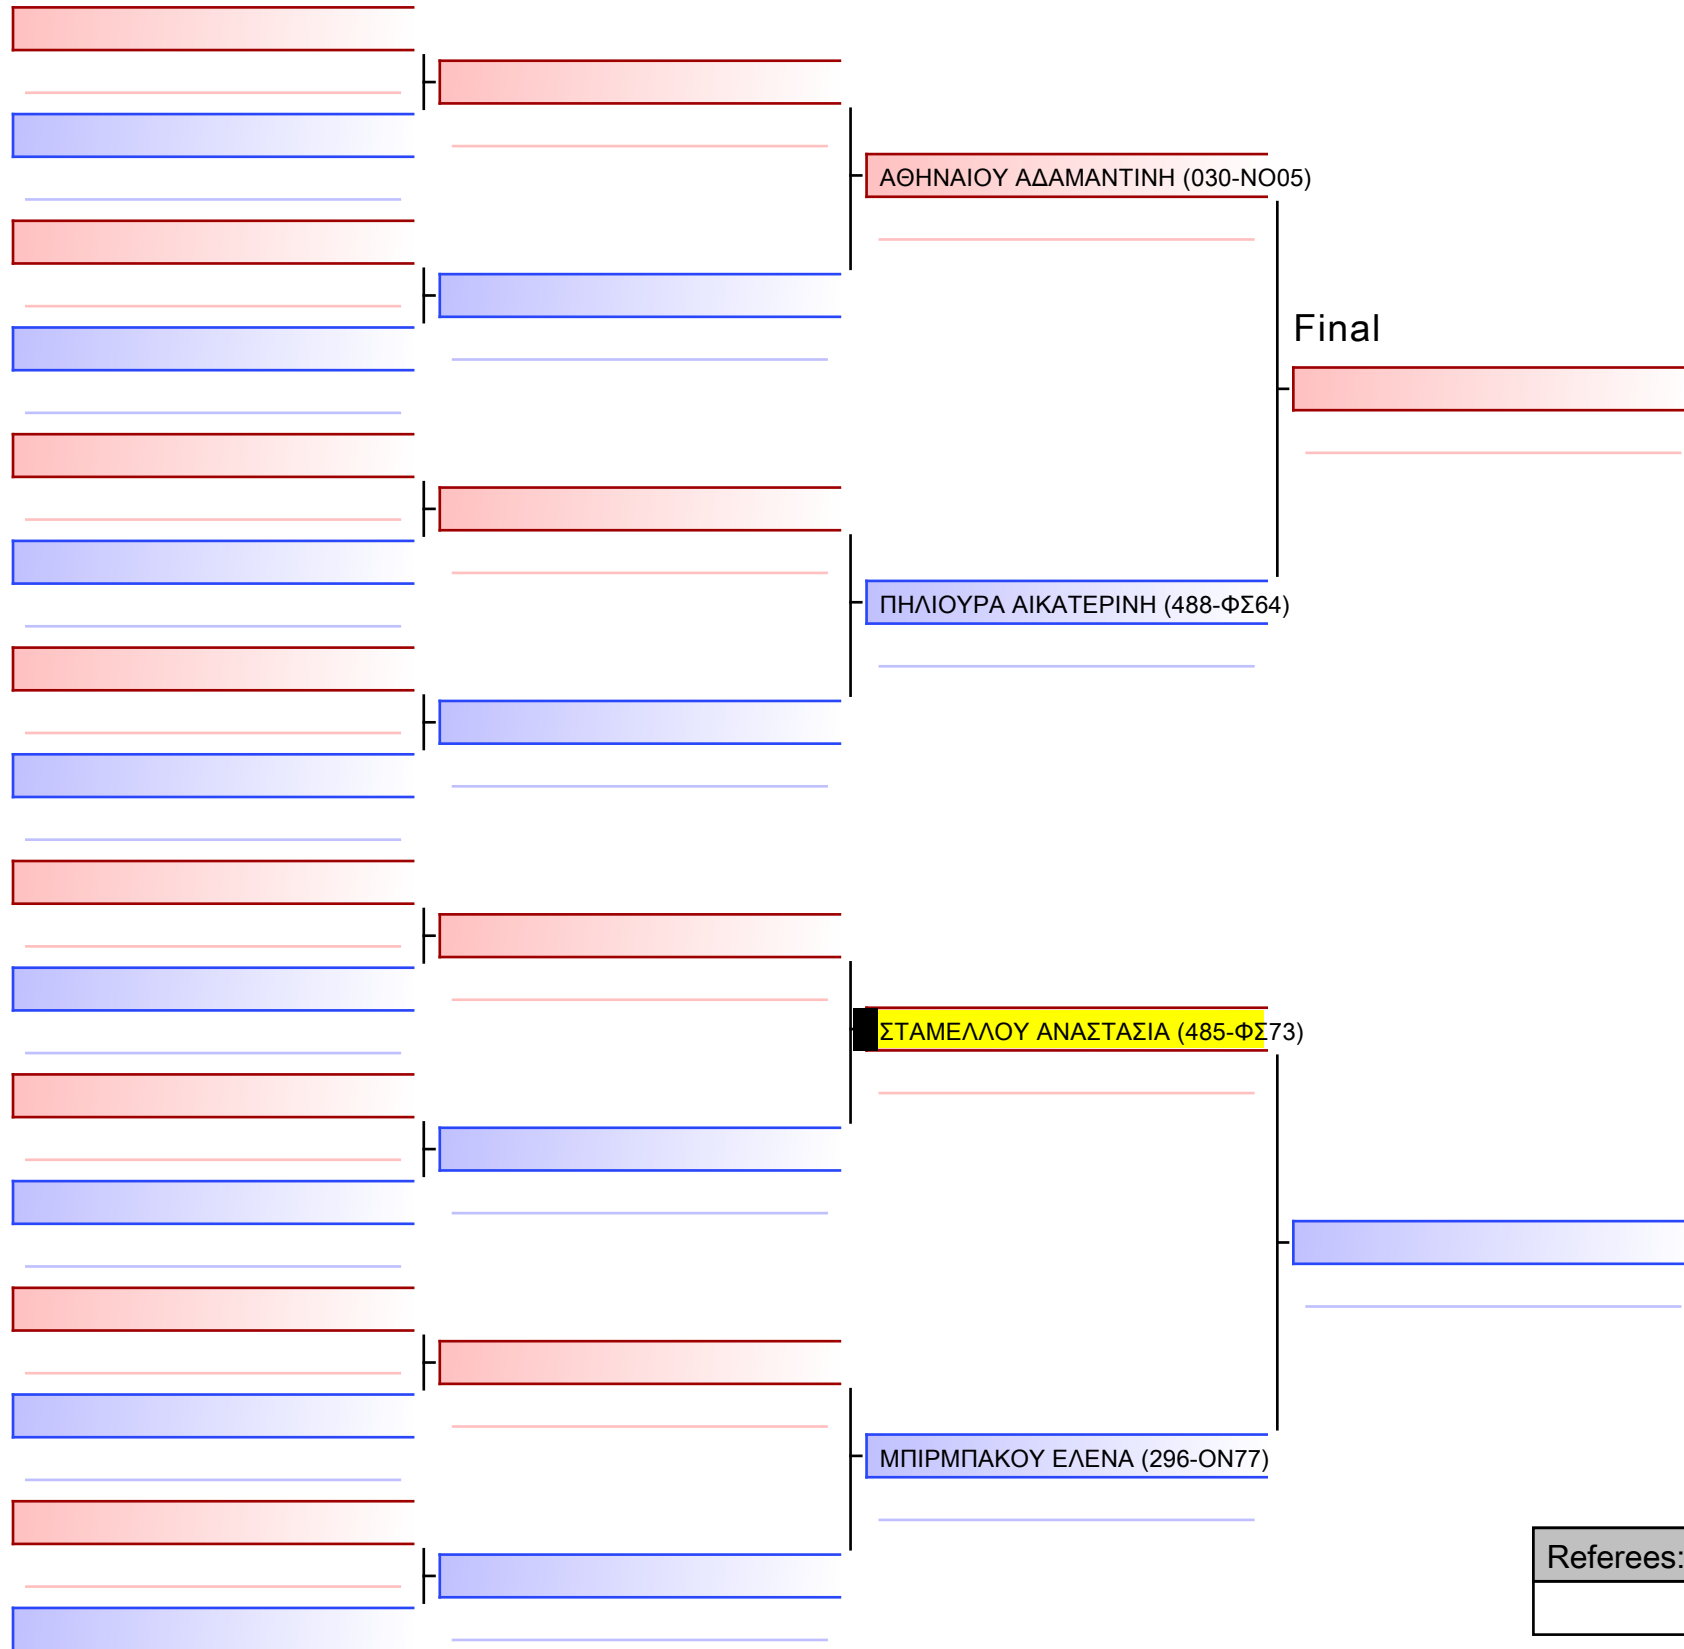 ΑΘΗΝΑΙΟΥ ΑΔΑΜΑΝΤΙΝΗ (030-ΝΟ05)
Final
ΠΗΛΙΟΥΡΑ ΑΙΚΑΤΕΡΙΝΗ (488-ΦΣ64)
ΣΤΑΜΕΛΛΟΥ ΑΝΑΣΤΑΣΙΑ (485-ΦΣ73)
ΜΠΙΡΜΠΑΚΟΥ ΕΛΕΝΑ (296-ΟΝ77)
Referees: